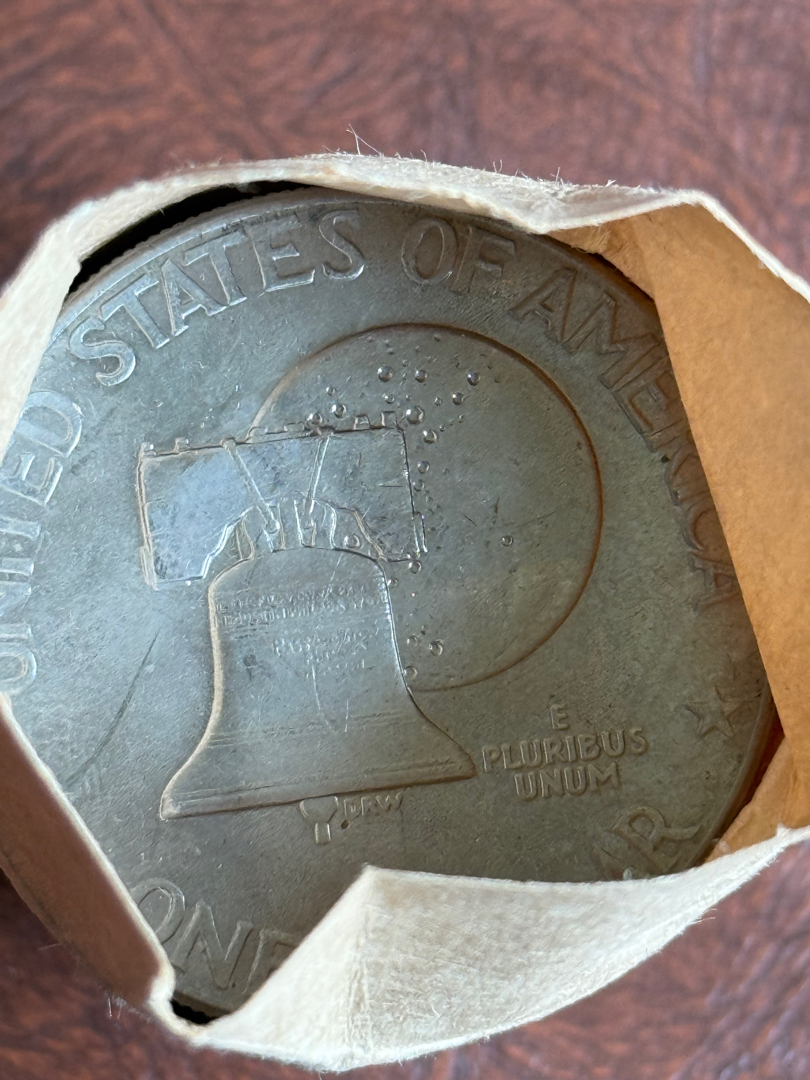 UNITED STATES OF AMERICA
E
PLURIBUS
UNUM
DRW
ONE